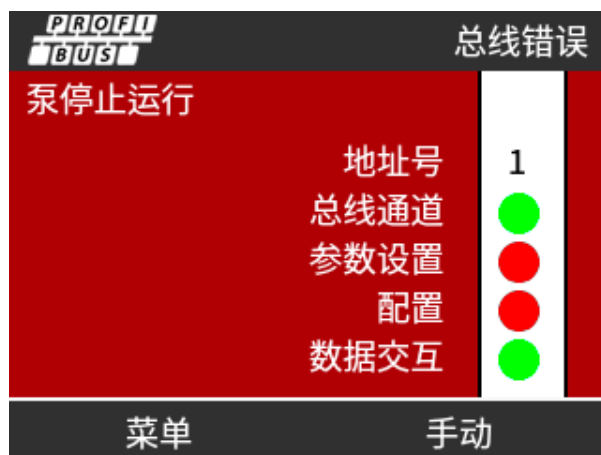 PROFI
BUS
总线错误
泵停止运行
地址号 1
总线通道
参数设置
配置
数据交互
菜单 手动